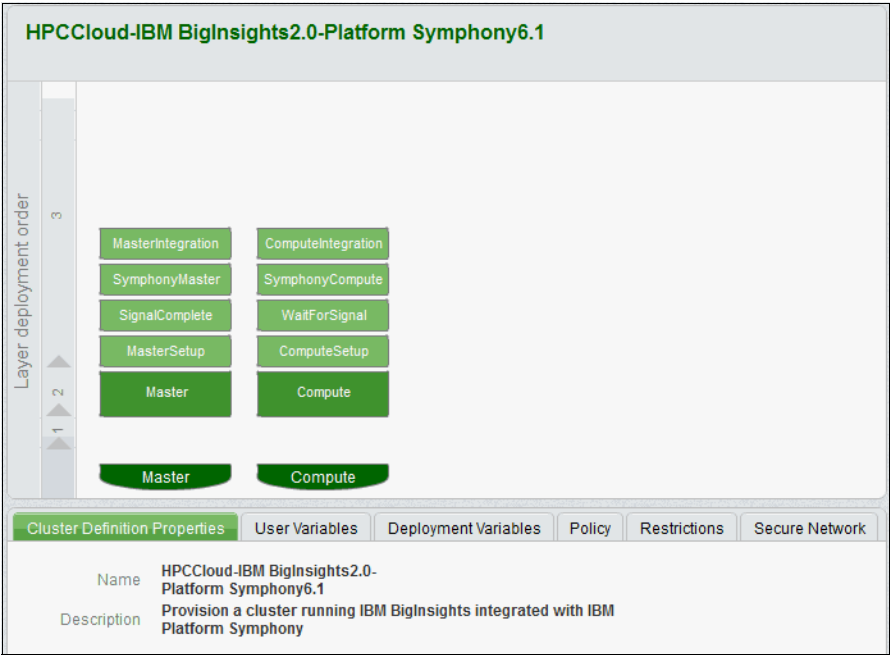 HPCCloud-IBM BigInsights2.0-Platform Symphony6.1
Layer deployment order
3
2
1
MasterIntegration ComputeIntegration
SymphonyMaster SymphonyCompute
SignalComplete WaitForSignal
MasterSetup ComputeSetup
Master Compute
Master Compute
Cluster Definition Properties User Variables Deployment Variables Policy Restrictions Secure Network
Name HPCCloud-IBM BigInsights2.0-
Platform Symphony6.1
Description Provision a cluster running IBM BigInsights integrated with IBM
Platform Symphony